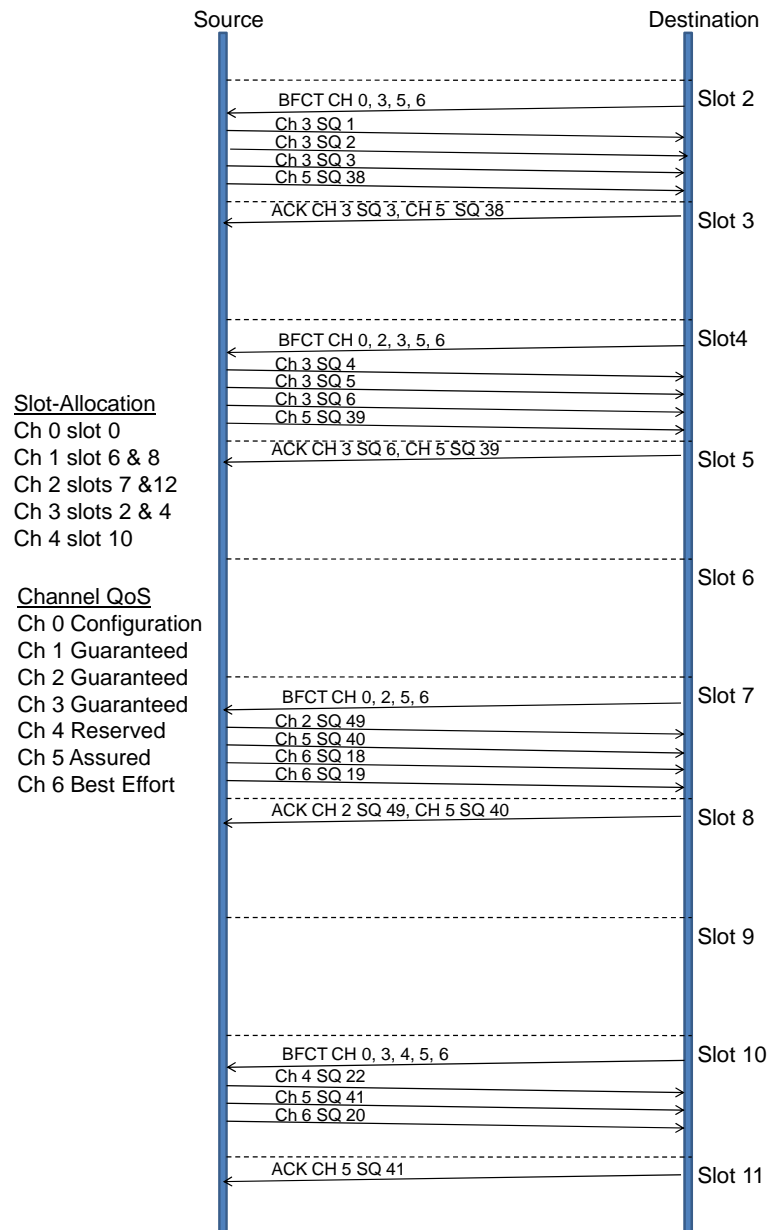 Source
Destination
Slot 2
BFCT CH 0, 3, 5, 6
Ch 3 SQ 1
Ch 3 SQ 2
Ch 3 SQ 3
Ch 5 SQ 38
ACK CH 3 SQ 3, CH 5  SQ 38
Slot 3
BFCT CH 0, 2, 3, 5, 6
Slot4
Ch 3 SQ 4
Ch 3 SQ 5
Ch 3 SQ 6
Ch 5 SQ 39
ACK CH 3 SQ 6, CH 5 SQ 39
Slot 5
Slot-Allocation
Ch 0 slot 0
Ch 1 slot 6 & 8
Ch 2 slots 7 &12
Ch 3 slots 2 & 4
Ch 4 slot 10
Slot 6
Channel QoS
Ch 0 Configuration
Ch 1 Guaranteed
Ch 2 Guaranteed
Ch 3 Guaranteed
Ch 4 Reserved
Ch 5 Assured
Ch 6 Best Effort
BFCT CH 0, 2, 5, 6
Slot 7
Ch 2 SQ 49
Ch 5 SQ 40
Ch 6 SQ 18
Ch 6 SQ 19
ACK CH 2 SQ 49, CH 5 SQ 40
Slot 8
Slot 9
BFCT CH 0, 3, 4, 5, 6
Slot 10
Ch 4 SQ 22
Ch 5 SQ 41
Ch 6 SQ 20
ACK CH 5 SQ 41
Slot 11